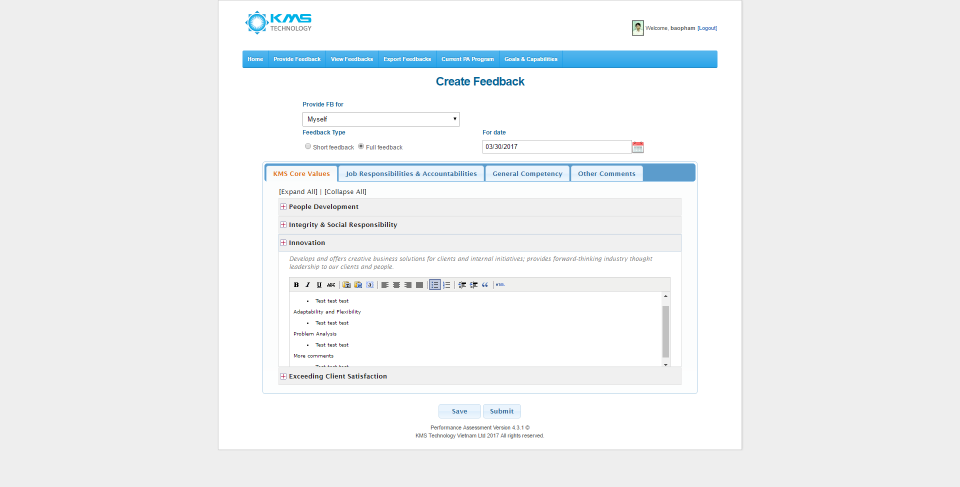 KMS
TECHNOLOGY
Welcome, baopham [Logout]
Home Provide Feedback View Feedbacks Export Feedbacks Current PA Program Goals & Capabilities
Create Feedback
Provide FB for
Myself
Feedback Type For date
Short feedback Full feedback 03/30/2017
KMS Core Values Job Responsibilities & Accountabilities General Competency Other Comments
[Expand All] | [Collapse All]
People Development
Integrity & Social Responsibility
Innovation
Develops and offers creative business solutions for clients and internal initiatives; provides forward-thinking industry thought
leadership to our clients and people.
B I U ABC HTML
• Test test test
Adaptability and Flexibility
• Test test test
Problem Analysis
• Test test test
More comments
Test test test
Exceeding Client Satisfaction
Save Submit
Performance Assessment Version 4.3.1 ©
KMS Technology Vietnam Ltd 2017 All rights reserved.